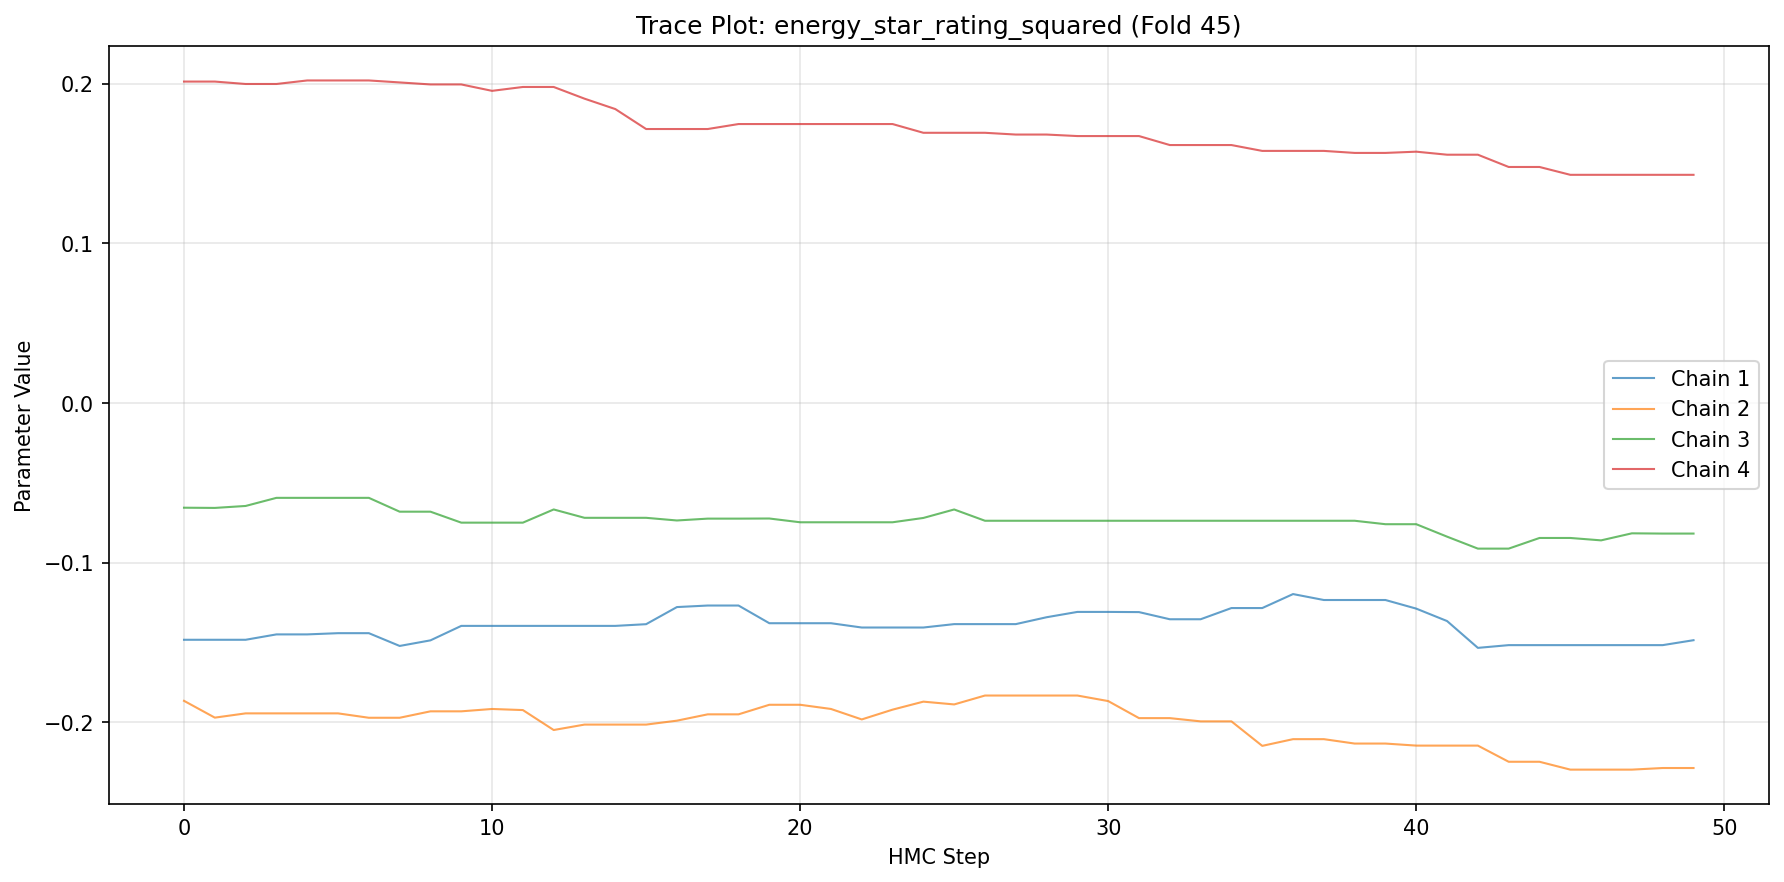 Trace Plot: energy_star_rating_squared (Fold 45)
0.2
0.1
0.0
−0.1
−0.2
Parameter Value
Chain 1
Chain 2
Chain 3
Chain 4
0 10 20 30 40 50
HMC Step